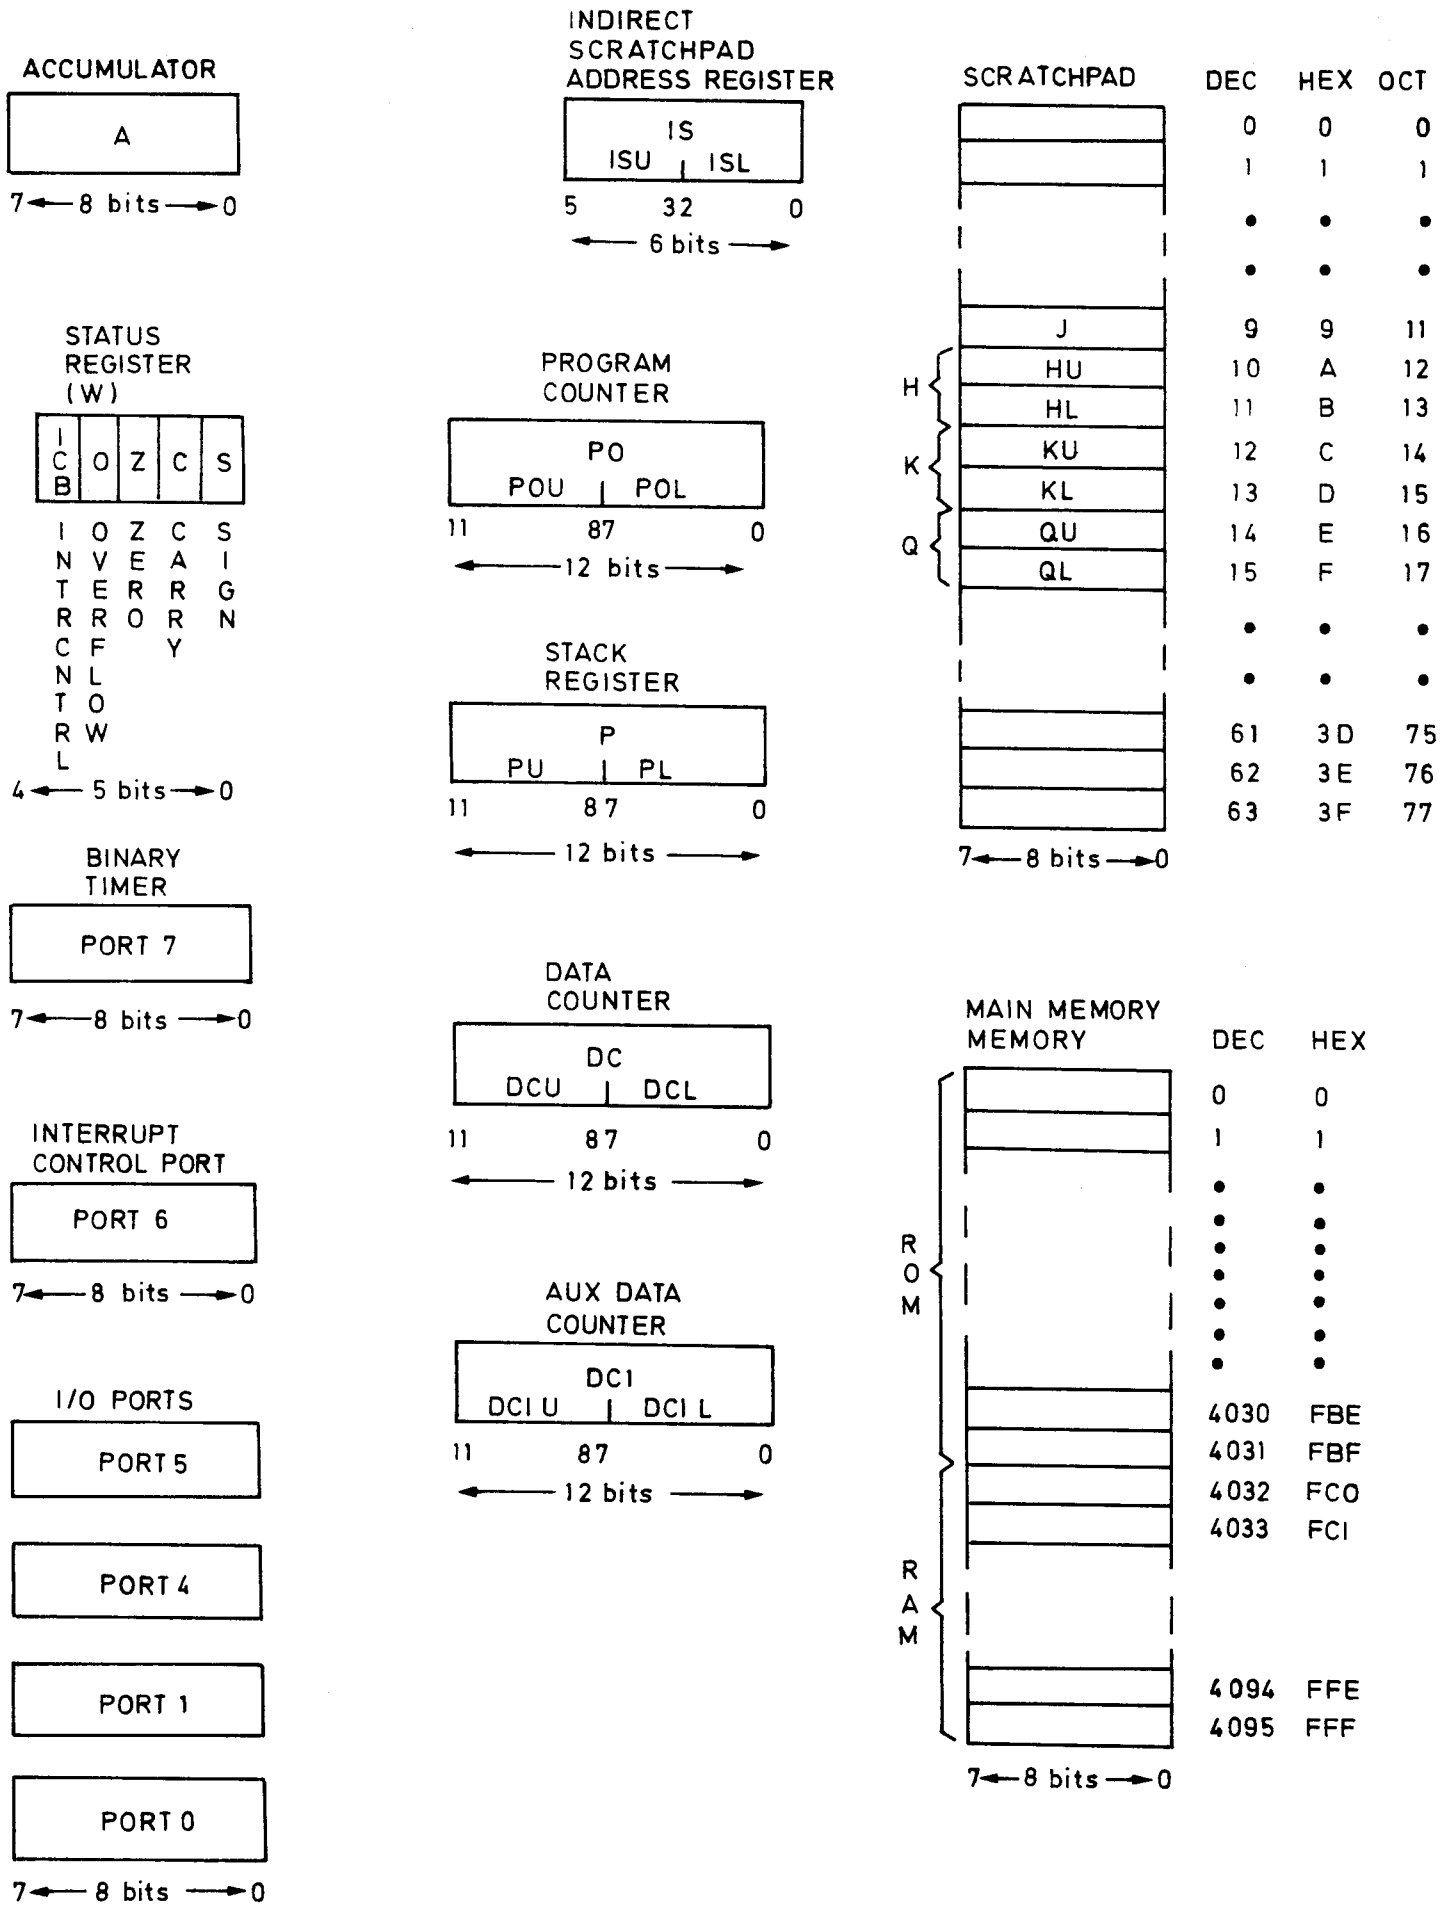 ACCUMULATOR
A
7 8 bits 0
STATUS
REGISTER
(W)
ICB O Z C S
INTRCNTRL OVERFLOW ZERO CARRY SIGN
4 5 bits 0
BINARY
TIMER
PORT 7
7 8 bits 0
INTERRUPT
CONTROL PORT
PORT 6
7 8 bits 0
I/O PORTS
PORT 5
PORT 4
PORT 1
PORT 0
7 8 bits 0
INDIRECT
SCRATCHPAD
ADDRESS REGISTER
IS
ISU ISL
5 32 0
6 bits
PROGRAM
COUNTER
PO
POU POL
11 87 0
12 bits
STACK
REGISTER
P
PU PL
11 87 0
12 bits
DATA
COUNTER
DC
DCU DCL
11 87 0
12 bits
AUX DATA
COUNTER
DC1
DC1U DC1L
11 87 0
12 bits
SCRATCHPAD DEC HEX OCT
0 0 0
1 1 1
J 9 9 11
H
HU 10 A 12
HL 11 B 13
K
KU 12 C 14
KL 13 D 15
Q
QU 14 E 16
QL 15 F 17
61 3D 75
62 3E 76
63 3F 77
7 8 bits 0
MAIN MEMORY
MEMORY DEC HEX
0 0
1 1
ROM
4030 FBE
4031 FBF
4032 FC0
4033 FC1
RAM
4094 FFE
4095 FFF
7 8 bits 0